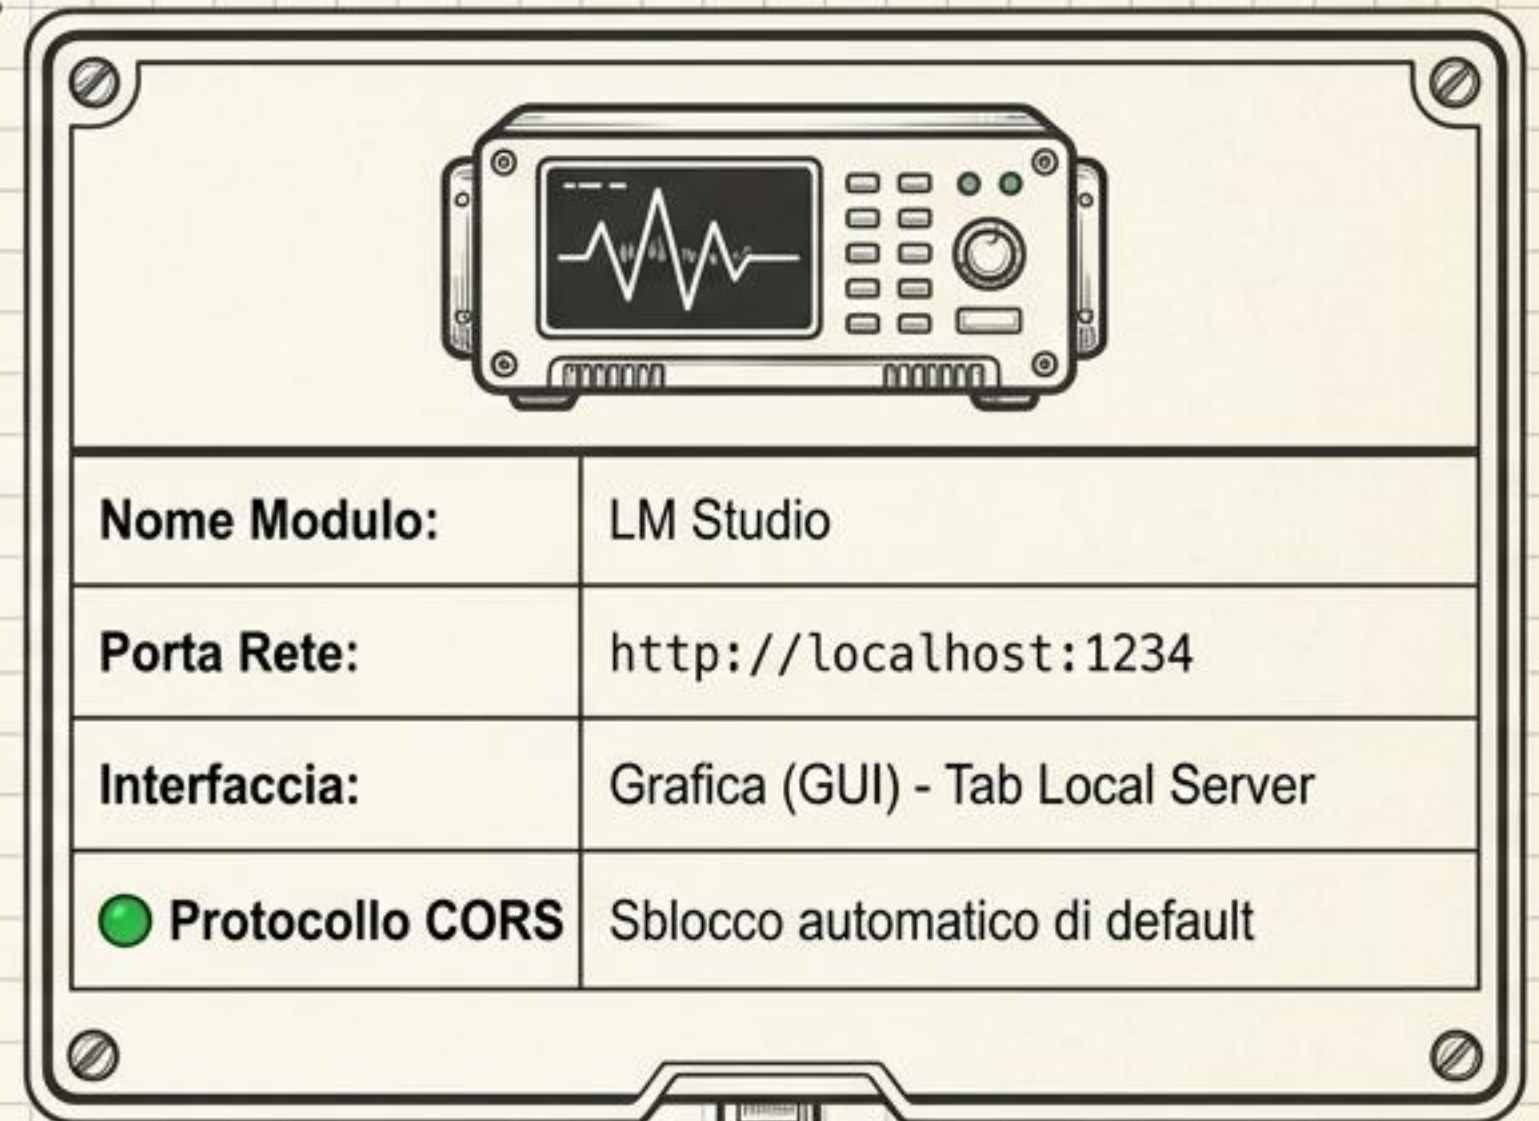 Nome Modulo: LM Studio
Porta Rete: http://localhost:1234
Interfaccia: Grafica (GUI) - Tab Local Server
Protocollo CORS Sblocco automatico di default